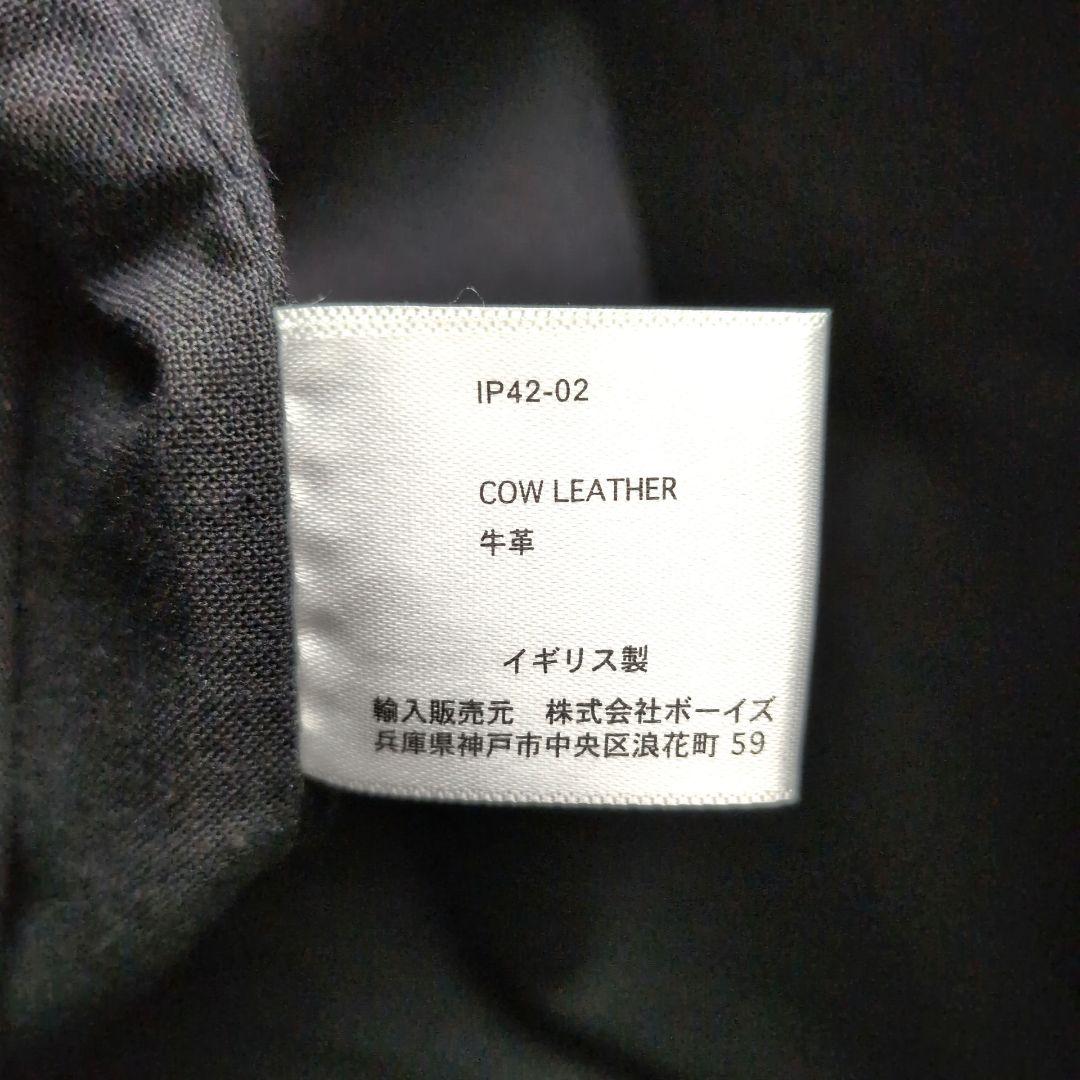 IP42-02
COW LEATHER
牛革
イギリス製
輸入販売元　株式会社ボーイズ
兵庫県神戸市中央区浪花町 59